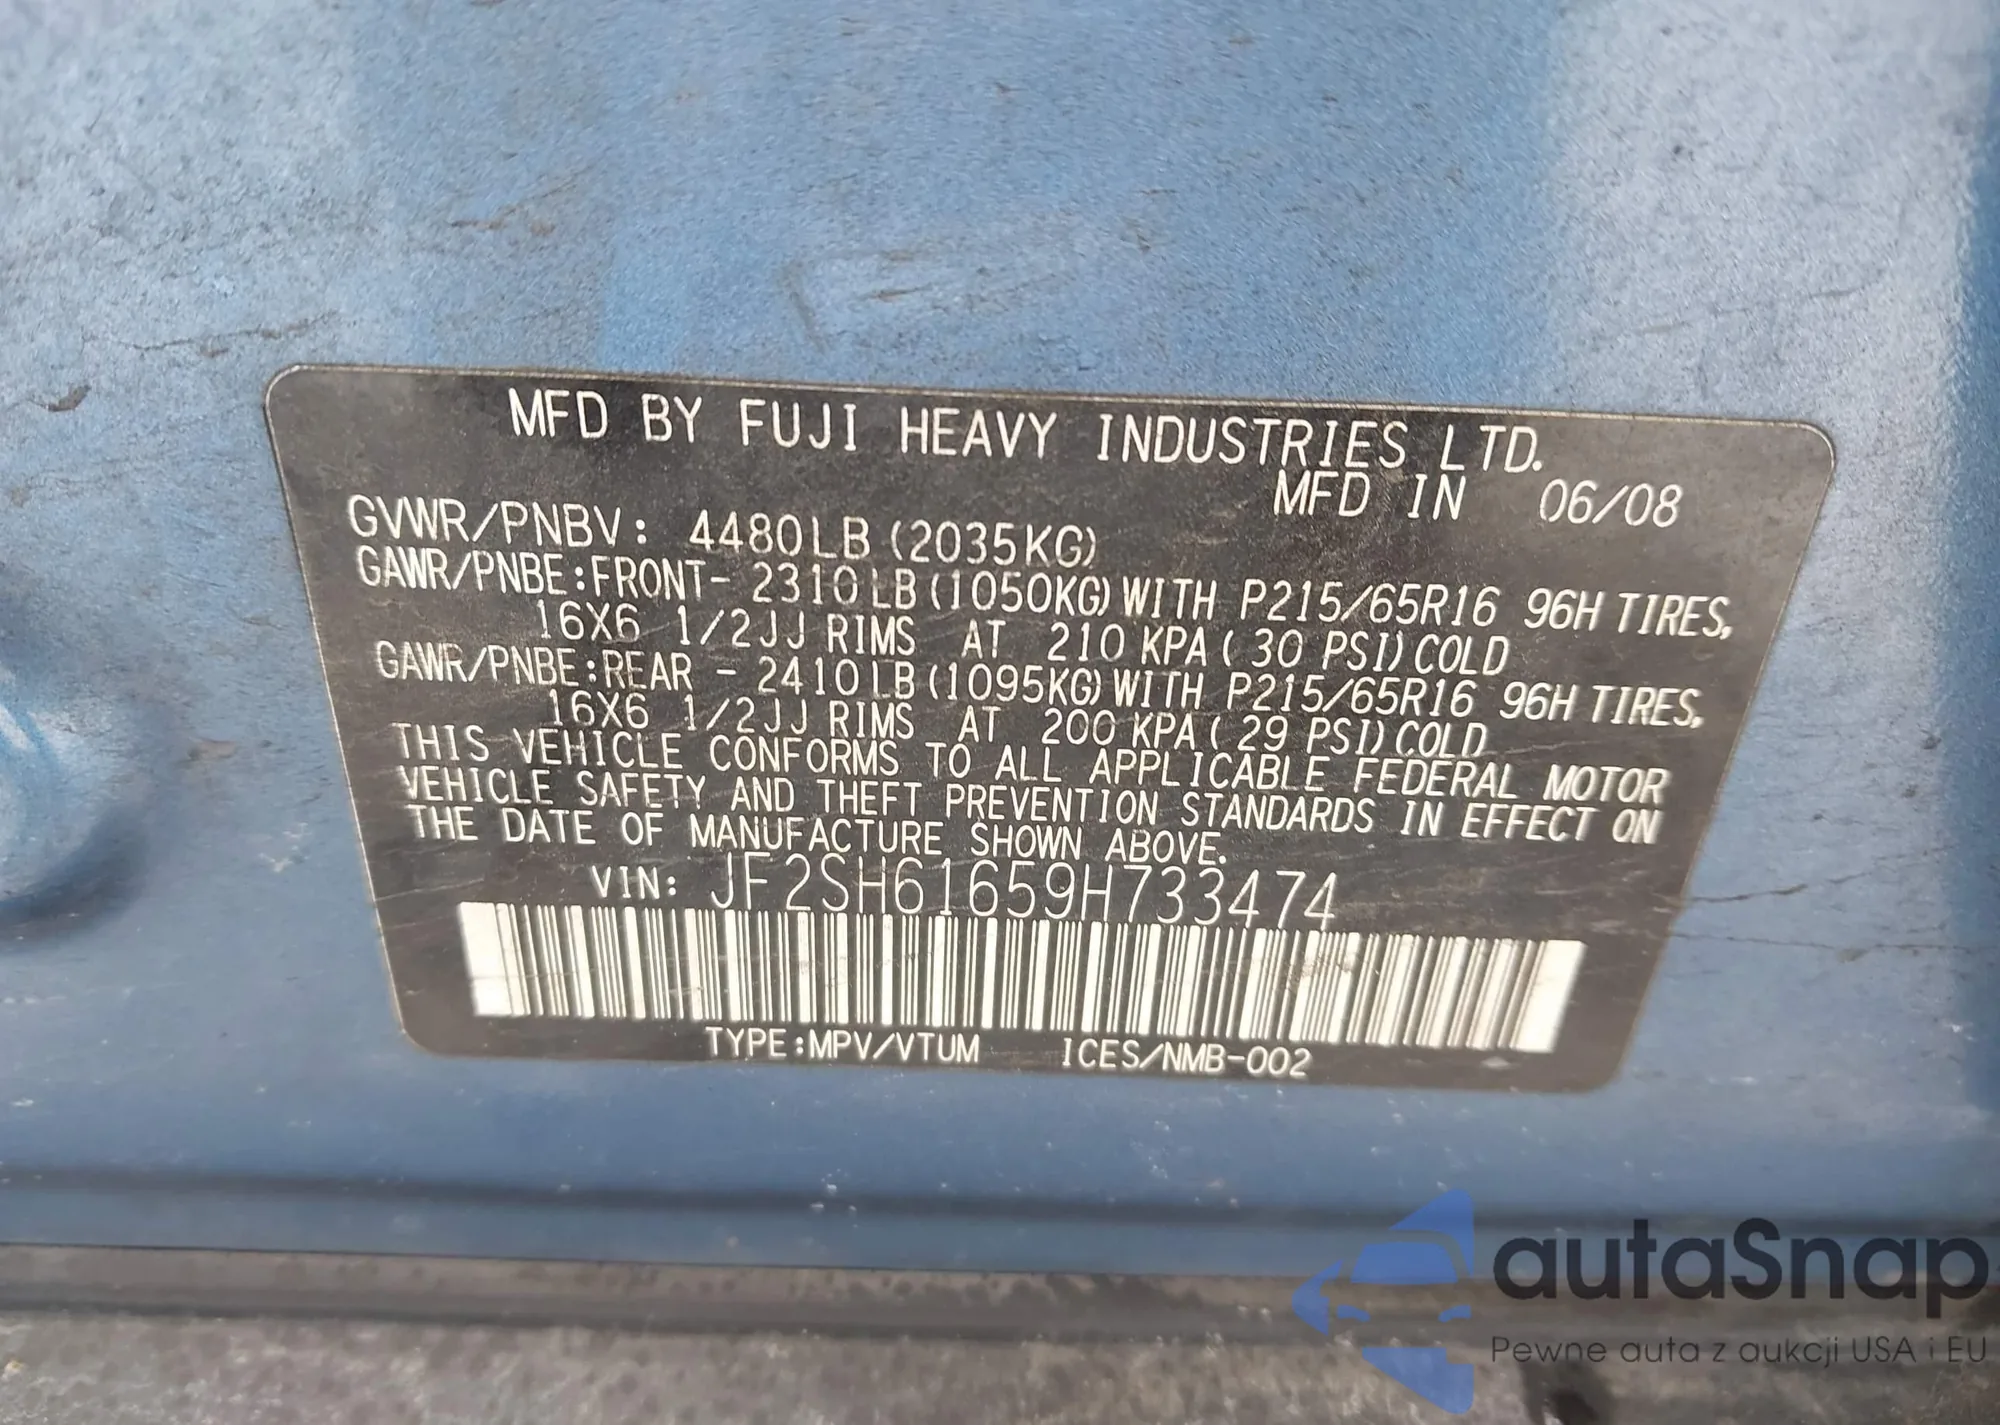 MFD BY FUJI HEAVY INDUSTRIES LTD.
MFD IN 06/08
GVWR/PNBV: 4480LB (2035KG)
GAWR/PNBE:FRONT- 2310LB(1050KG)WITH P215/65R16 96H TIRES,
16X6 1/2JJ RIMS AT 210 KPA( 30 PSI)COLD
GAWR/PNBE:REAR - 2410LB(1095KG)WITH P215/65R16 96H TIRES,
16X6 1/2JJ RIMS AT 200 KPA( 29 PSI)COLD
THIS VEHICLE CONFORMS TO ALL APPLICABLE FEDERAL MOTOR
VEHICLE SAFETY AND THEFT PREVENTION STANDARDS IN EFFECT ON
THE DATE OF MANUFACTURE SHOWN ABOVE.
VIN: JF2SH61659H733474
TYPE:MPV/VTUM ICES/NMB-002
autaSnap
Pewne auta z aukcji USA i EU